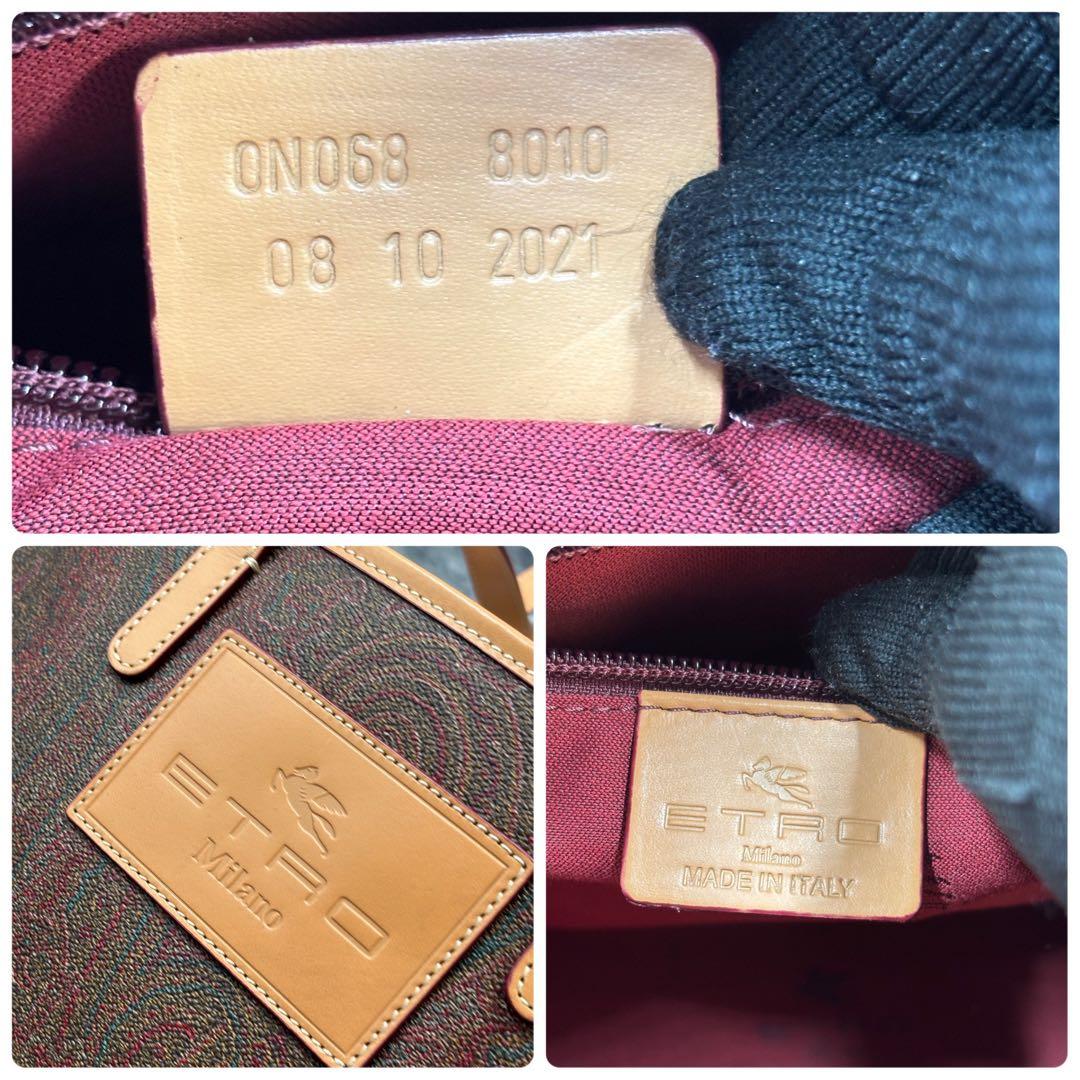 0N068 8010
08 10 2021
ETRO
Milano
ETRO
Milano
MADE IN ITALY